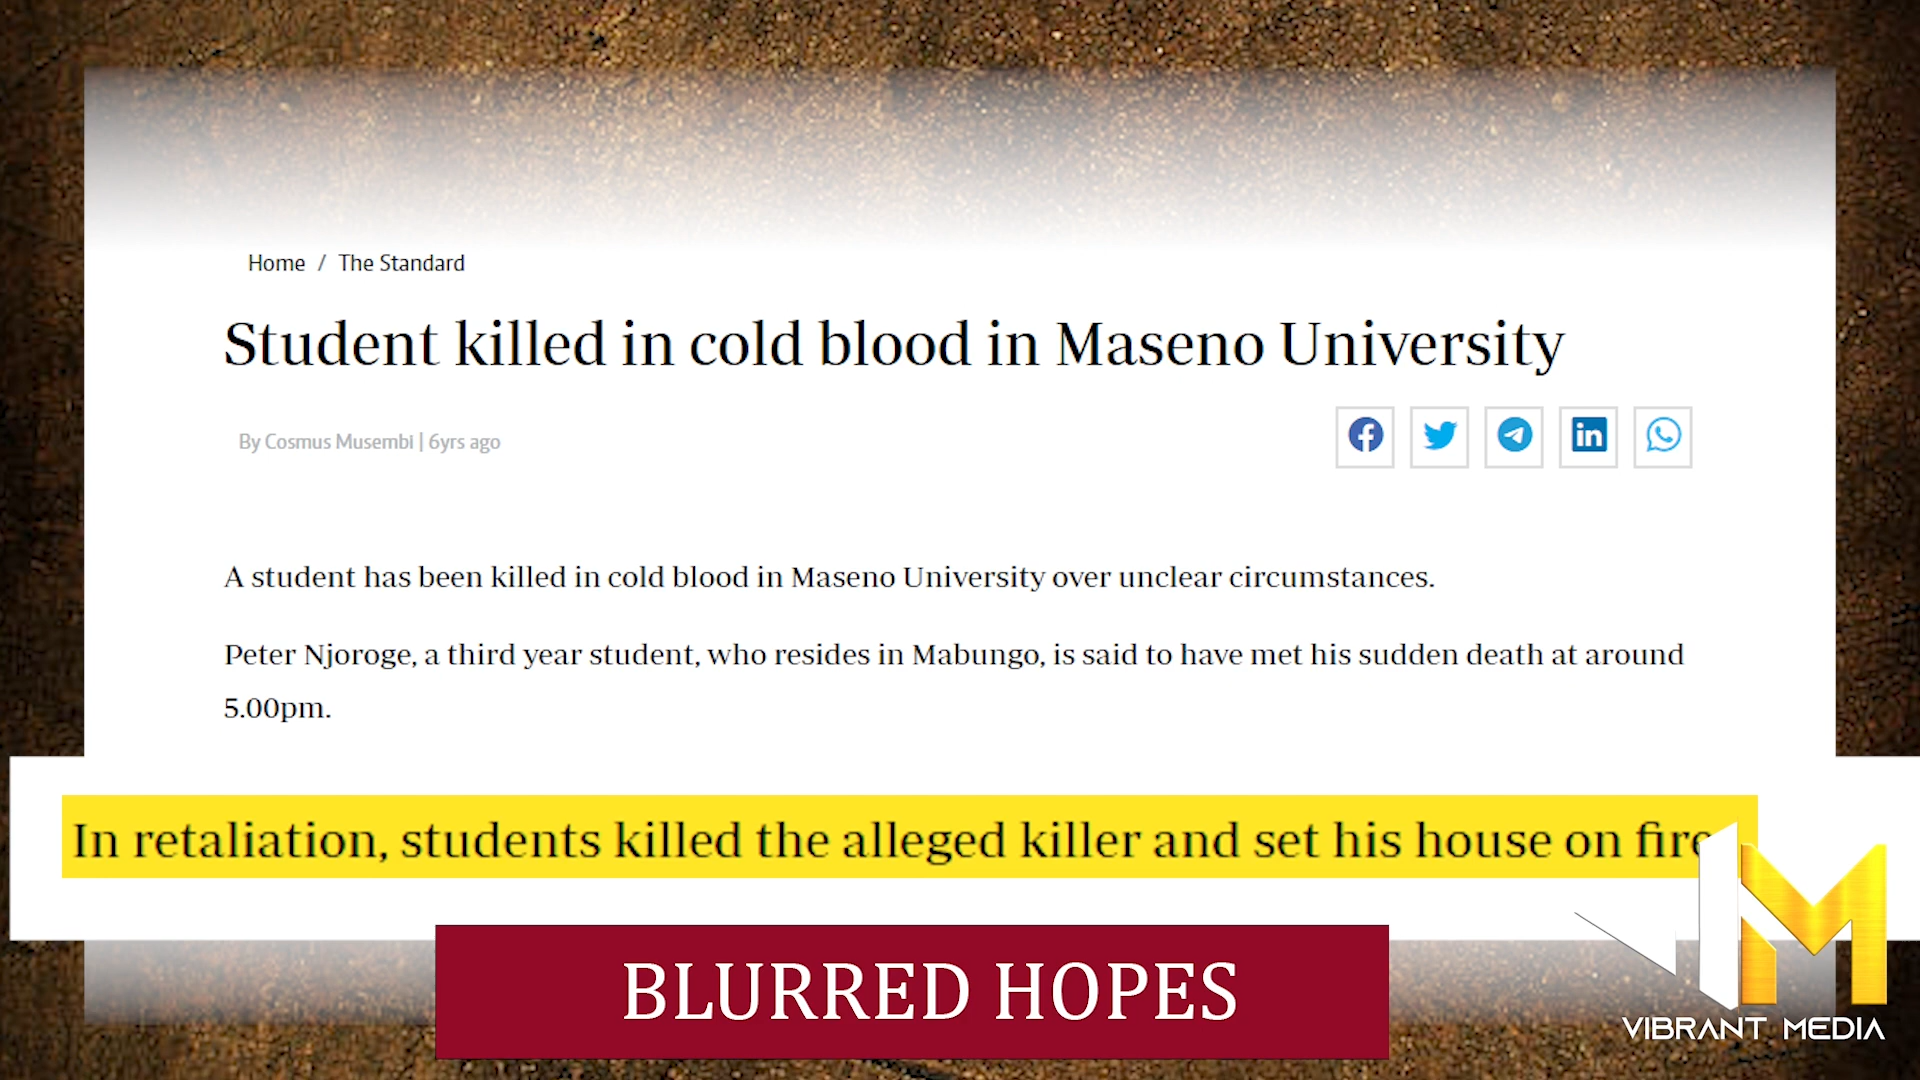 Home / The Standard
Student killed in cold blood in Maseno University
By Cosmus Musembi | 6yrs ago
A student has been killed in cold blood in Maseno University over unclear circumstances.
Peter Njoroge, a third year student, who resides in Mabungo, is said to have met his sudden death at around
5.00pm.
In retaliation, students killed the alleged killer and set his house on fire
BLURRED HOPES
VM
VIBRANT MEDIA